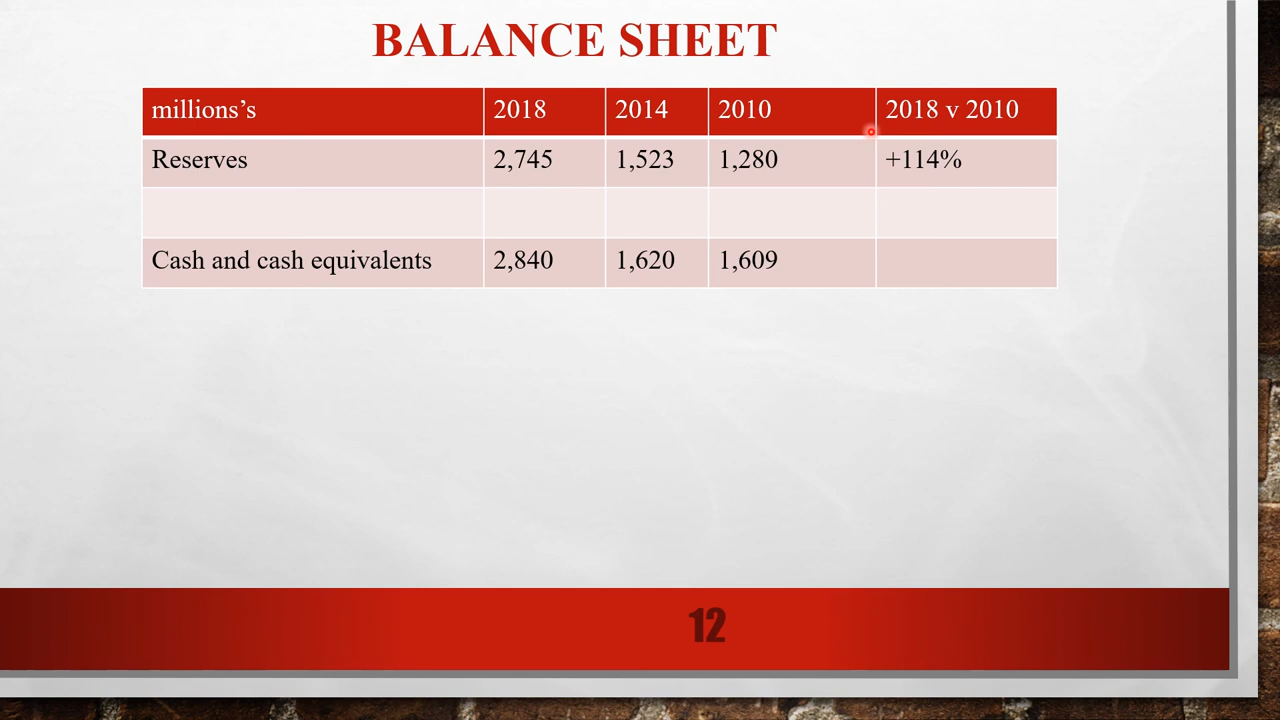 BALANCE SHEET
millions’s 2018 2014 2010 2018 v 2010
Reserves 2,745 1,523 1,280 +114%
Cash and cash equivalents 2,840 1,620 1,609
12